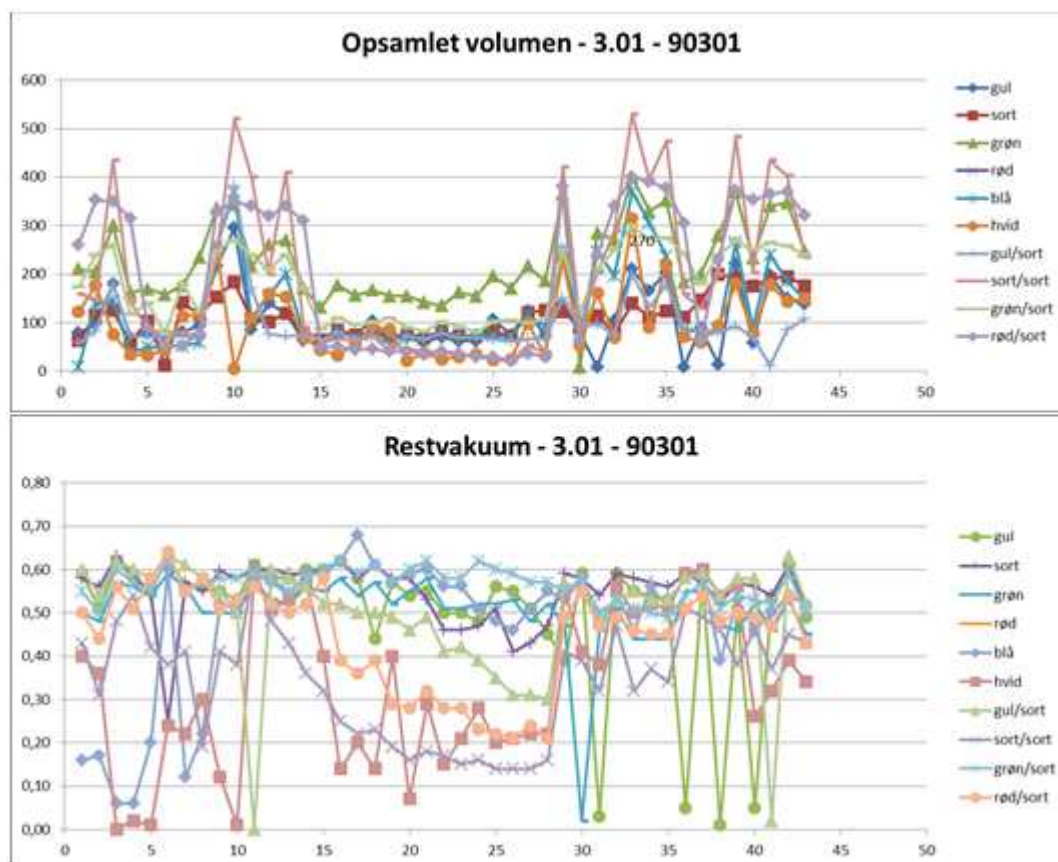 Opsamlet volumen - 3.01 - 90301
600
500
400
300
200
100
0
270
0 5 10 15 20 25 30 35 40 45 50
gul
sort
grøn
rød
blå
hvid
gul/sort
sort/sort
grøn/sort
rød/sort
Restvakuum - 3.01 - 90301
0,80
0,70
0,60
0,50
0,40
0,30
0,20
0,10
0,00
0 5 10 15 20 25 30 35 40 45 50
gul
sort
grøn
rød
blå
hvid
gul/sort
sort/sort
grøn/sort
rød/sort